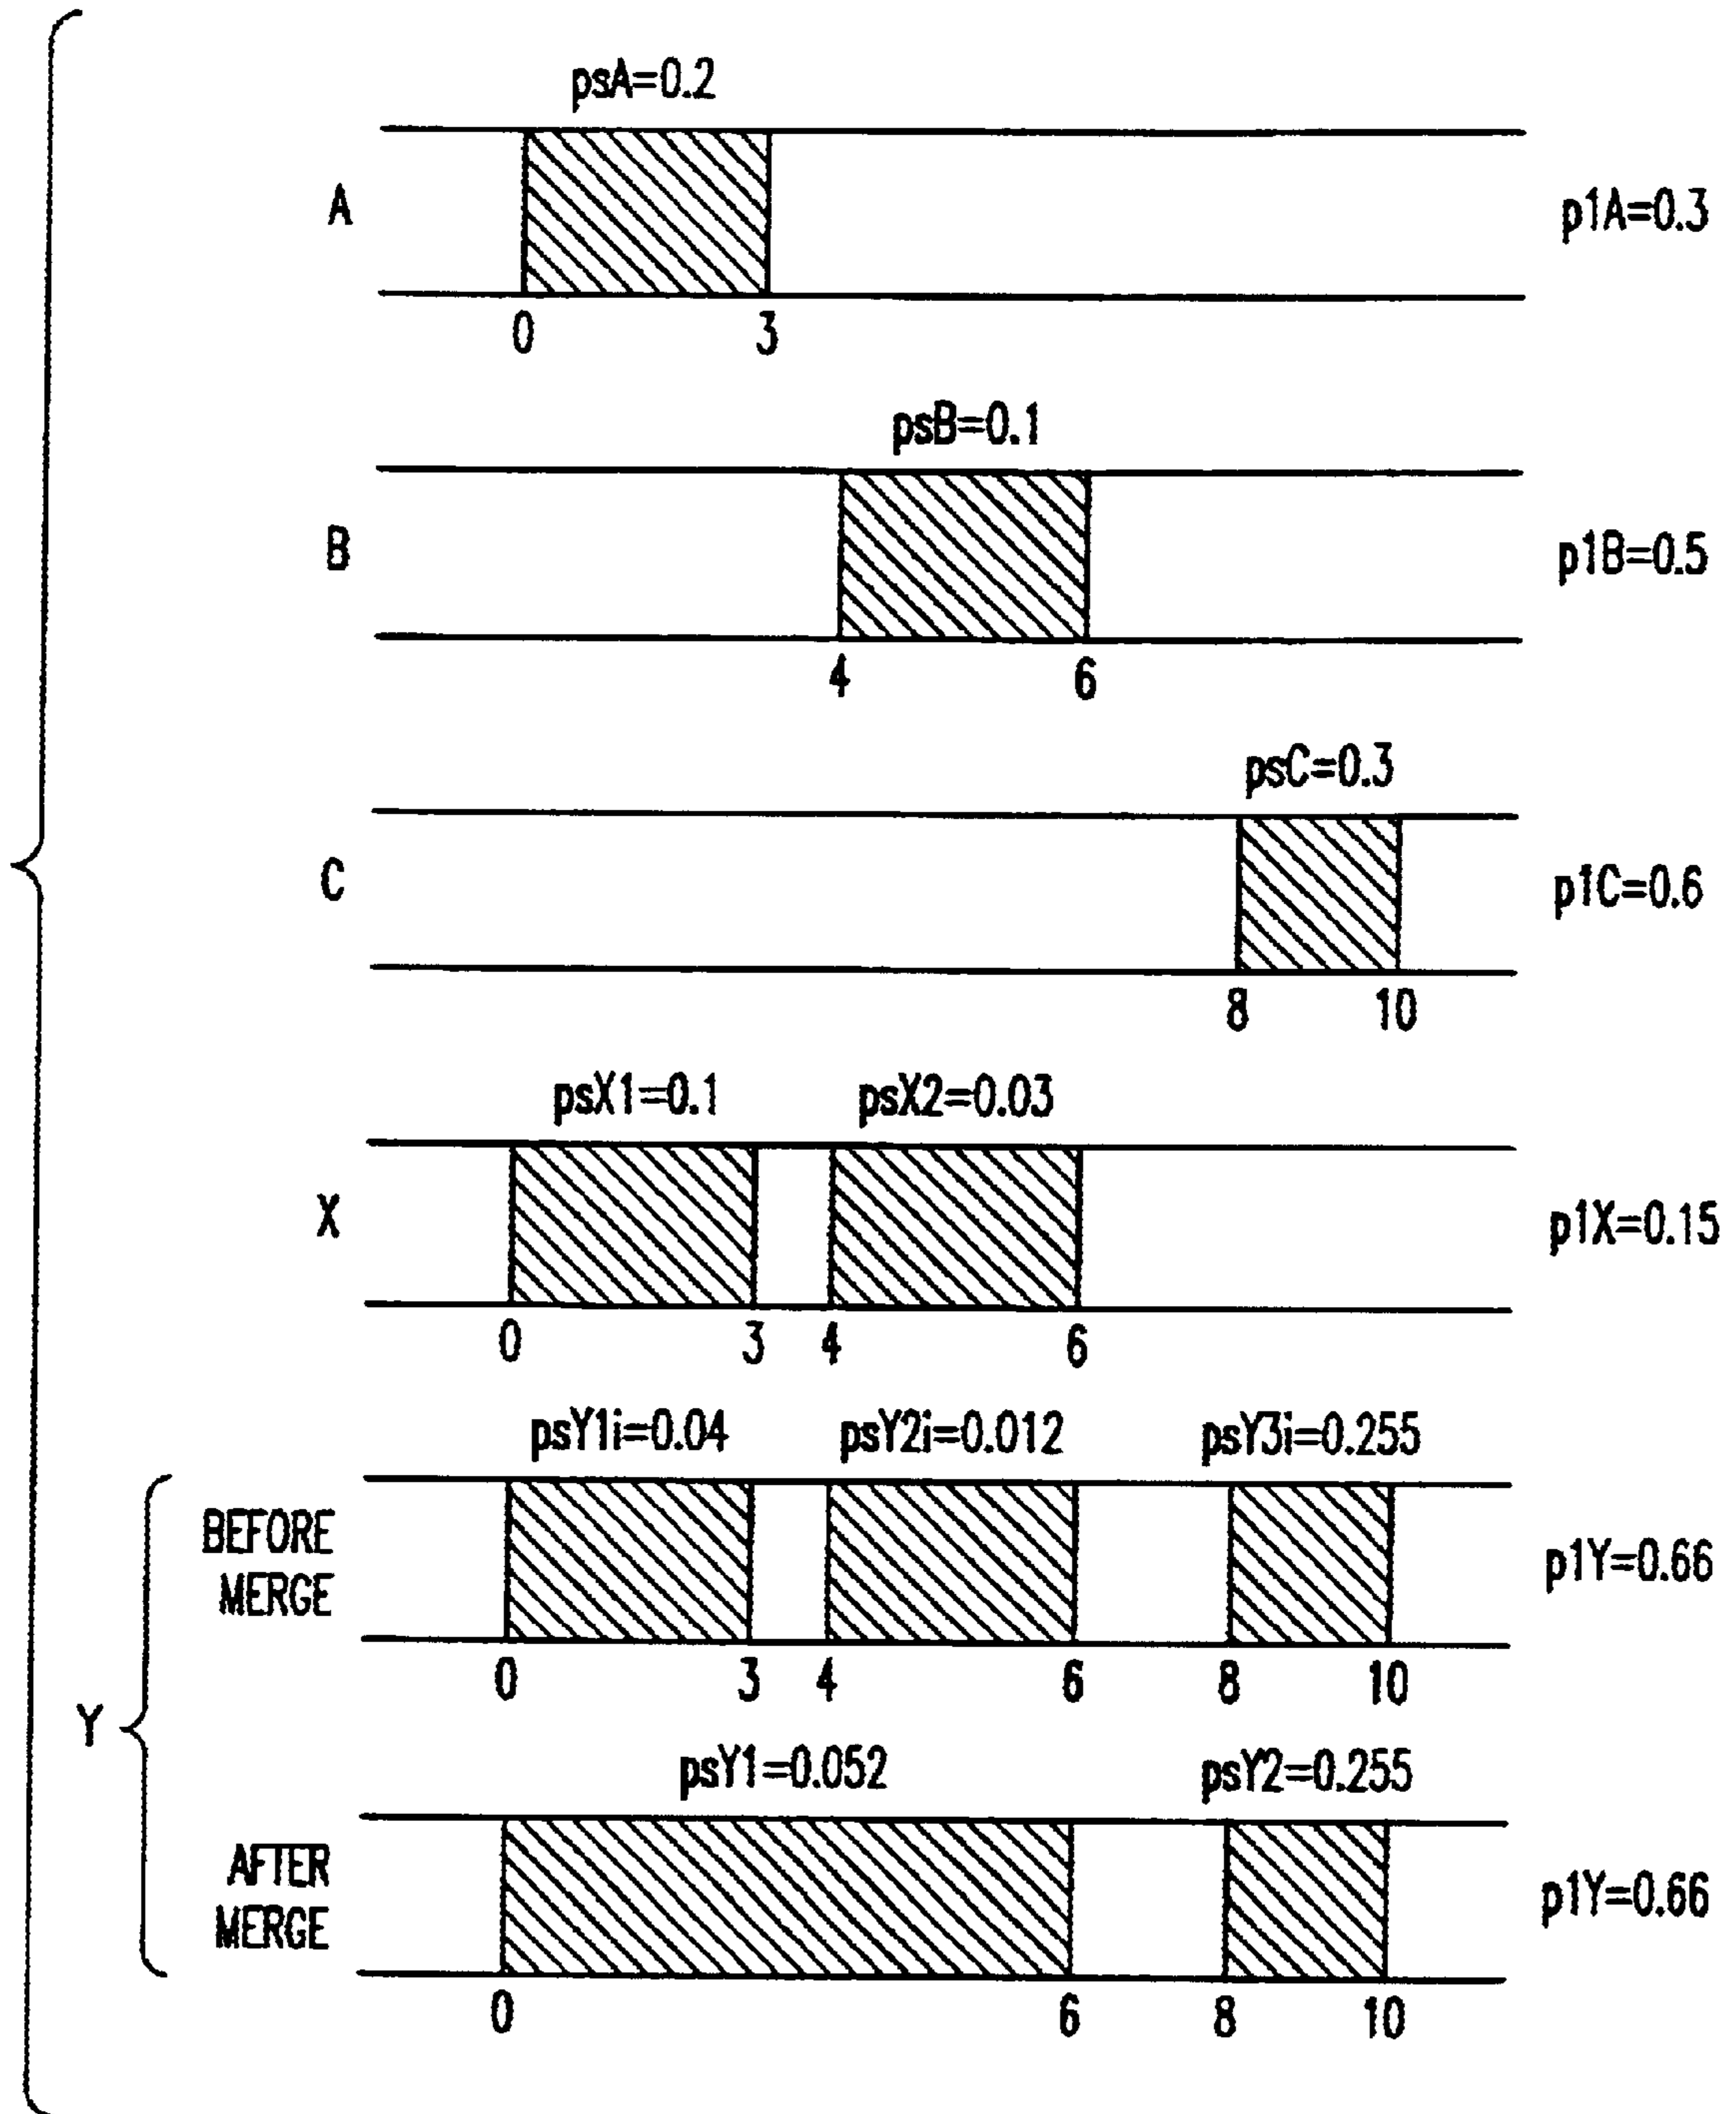 psA=0.2
A
p1A=0.3
0 3
psB=0.1
B
p1B=0.5
4 6
psC=0.3
C
p1C=0.6
8 10
psX1=0.1 psX2=0.03
X
p1X=0.15
0 3 4 6
psY1i=0.04 psY2i=0.012 psY3i=0.255
BEFORE
MERGE
p1Y=0.66
0 3 4 6 8 10
Y
psY1=0.052 psY2=0.255
AFTER
MERGE
p1Y=0.66
0 6 8 10